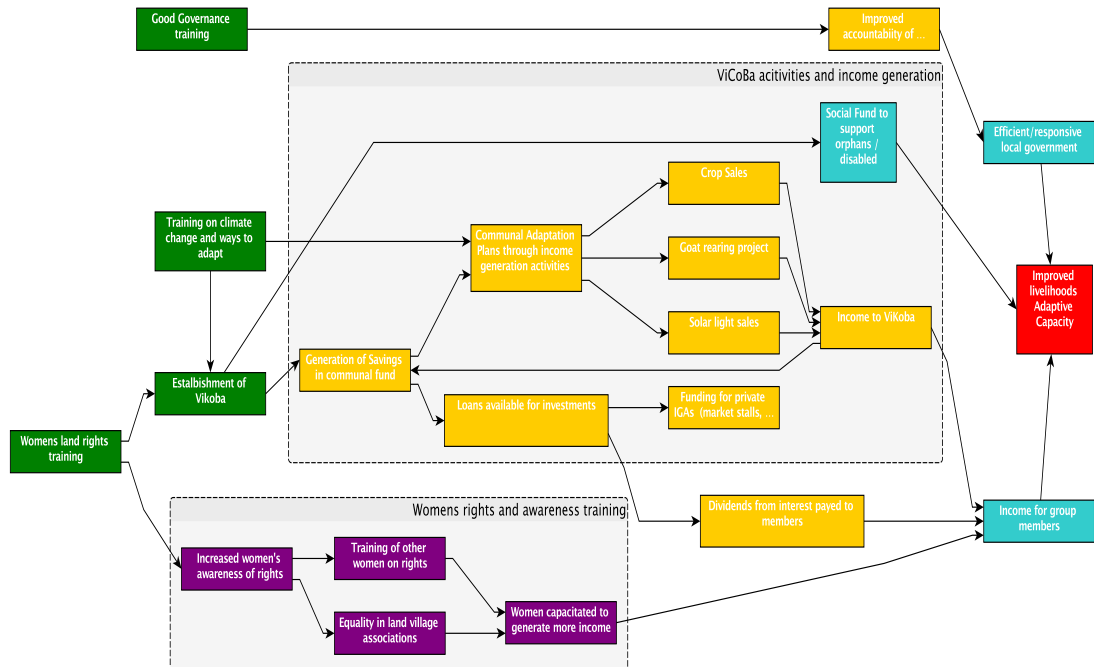 Good Governance
training
Improved
accountabiity of ...
ViCoBa acitivities and income generation
Social Fund to
support
orphans /
disabled
Efficient/responsive
local government
Crop Sales
Training on climate
change and ways to
adapt
Communal Adaptation
Plans through income
generation activities
Goat rearing project
Improved
livelihoods
Adaptive
Capacity
Solar light sales
Income to ViKoba
Generation of Savings
in communal fund
Estalbishment of
Vikoba
Loans available for investments
Funding for private
IGAs (market stalls, ...
Womens land rights
training
Womens rights and awareness training
Dividends from interest payed to
members
Income for group
members
Increased women's
awareness of rights
Training of other
women on rights
Equality in land village
associations
Women capacitated to
generate more income